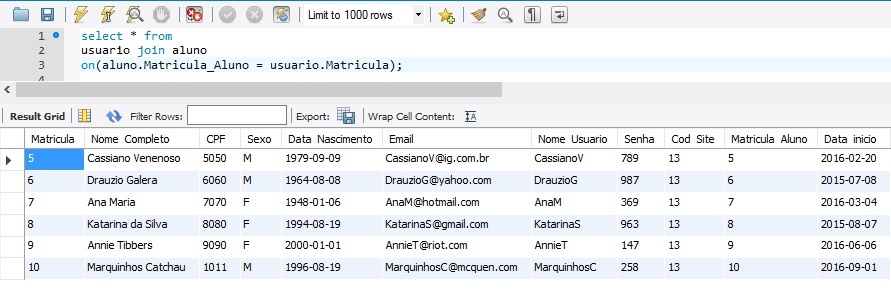 Limit to 1000 rows
1 select * from
2 usuario join aluno
3 on(aluno.Matricula_Aluno = usuario.Matricula);
4
Result Grid Filter Rows: Export: Wrap Cell Content:
Matricula Nome_Completo CPF Sexo Data_Nascimento Email Nome_Usuario Senha Cod_Site Matricula_Aluno Data_inicio
5 Cassiano Venenoso 5050 M 1979-09-09 CassianoV@ig.com.br CassianoV 789 13 5 2016-02-20
6 Drauzio Galera 6060 M 1964-08-08 DrauzioG@yahoo.com DrauzioG 987 13 6 2015-07-08
7 Ana Maria 7070 F 1948-01-06 AnaM@hotmail.com AnaM 369 13 7 2016-03-04
8 Katarina da Silva 8080 F 1994-08-19 KatarinaS@gmail.com KatarinaS 963 13 8 2015-08-07
9 Annie Tibbers 9090 F 2000-01-01 AnnieT@riot.com AnnieT 147 13 9 2016-06-06
10 Marquinhos Catchau 1011 M 1996-08-19 MarquinhosC@mcquen.com MarquinhosC 258 13 10 2016-09-01